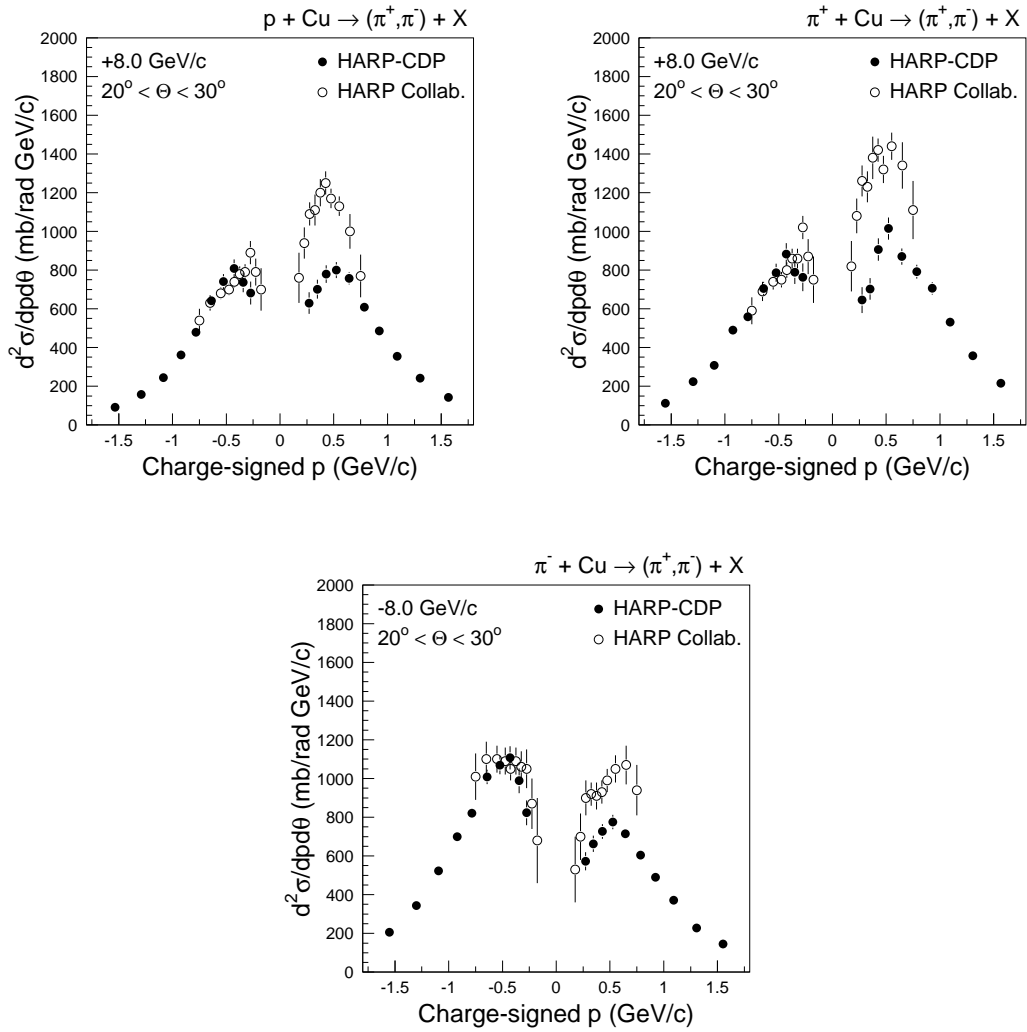 p + Cu → (π⁺,π⁻) + X
+8.0 GeV/c
20° < Θ < 30°
HARP-CDP
HARP Collab.
d²σ/dpdθ (mb/rad GeV/c)
2000
1800
1600
1400
1200
1000
800
600
400
200
0
-1.5 -1 -0.5 0 0.5 1 1.5
Charge-signed p (GeV/c)
π⁺ + Cu → (π⁺,π⁻) + X
+8.0 GeV/c
20° < Θ < 30°
HARP-CDP
HARP Collab.
d²σ/dpdθ (mb/rad GeV/c)
2000
1800
1600
1400
1200
1000
800
600
400
200
0
-1.5 -1 -0.5 0 0.5 1 1.5
Charge-signed p (GeV/c)
π⁻ + Cu → (π⁺,π⁻) + X
-8.0 GeV/c
20° < Θ < 30°
HARP-CDP
HARP Collab.
d²σ/dpdθ (mb/rad GeV/c)
2000
1800
1600
1400
1200
1000
800
600
400
200
0
-1.5 -1 -0.5 0 0.5 1 1.5
Charge-signed p (GeV/c)